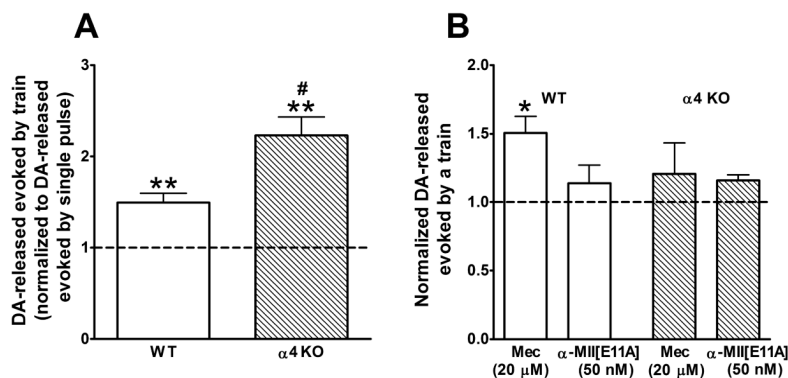 A
DA-released evoked by train
(normalized to DA-released
evoked by single pulse)
3
2
1
0
**
#
**
WT
α4 KO
B
Normalized DA-released
evoked by a train
2.0
1.5
1.0
0.5
0.0
WT
α4 KO
*
Mec
(20 μM)
α-MII[E11A]
(50 nM)
Mec
(20 μM)
α-MII[E11A]
(50 nM)